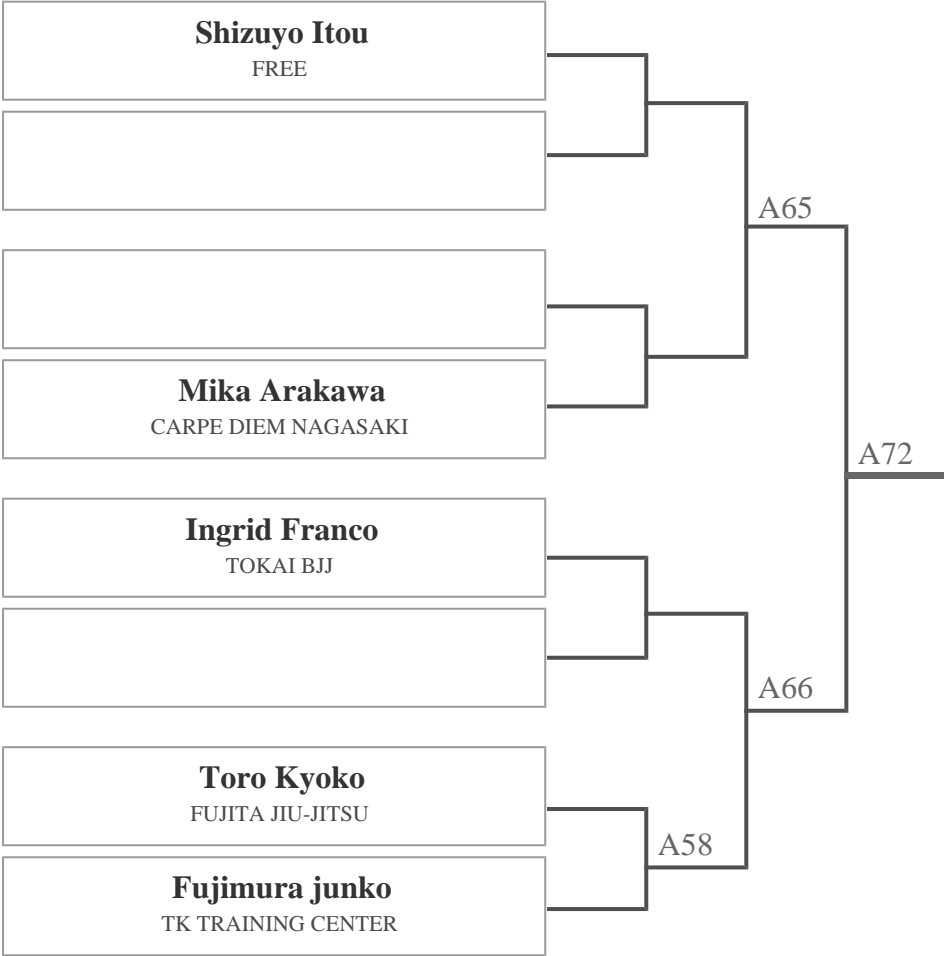 Shizuyo Itou
FREE
A65
Mika Arakawa
CARPE DIEM NAGASAKI
A72
Ingrid Franco
TOKAI BJJ
A66
Toro Kyoko
FUJITA JIU-JITSU
A58
Fujimura junko
TK TRAINING CENTER